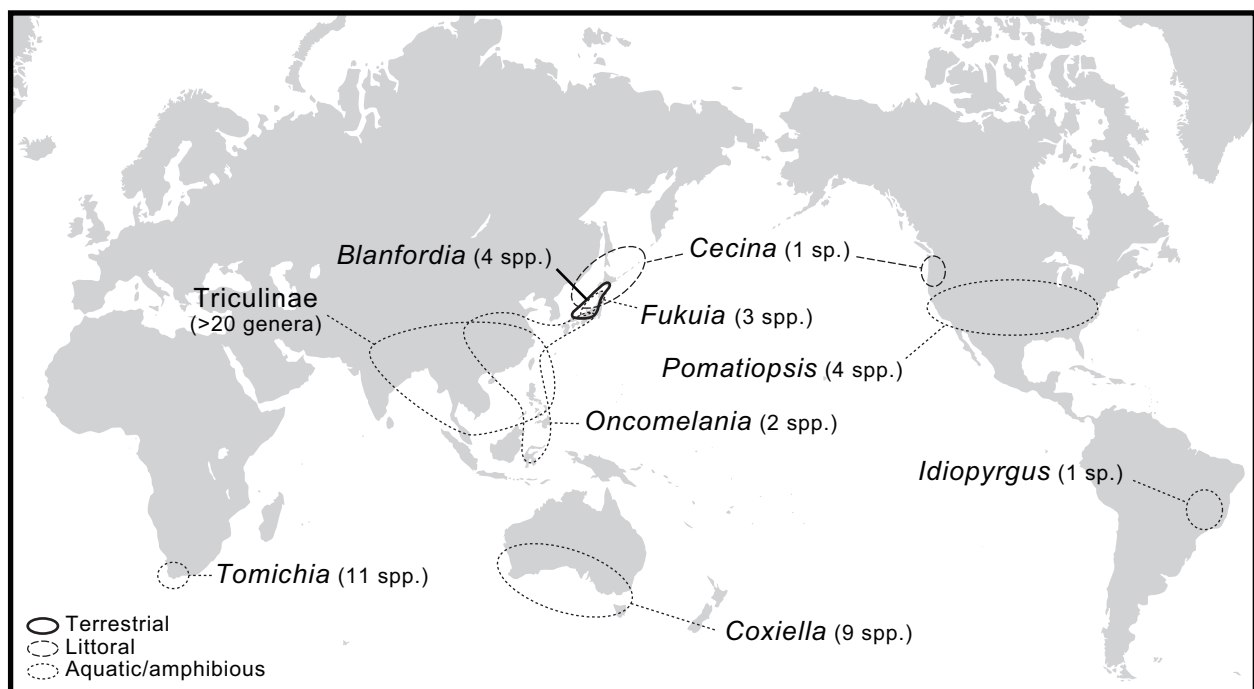 Blanfordia (4 spp.)
Cecina (1 sp.)
Triculinae
(>20 genera)
Fukuia (3 spp.)
Pomatiopsis (4 spp.)
Oncomelania (2 spp.)
Idiopyrgus (1 sp.)
Tomichia (11 spp.)
Coxiella (9 spp.)
Terrestrial
Littoral
Aquatic/amphibious